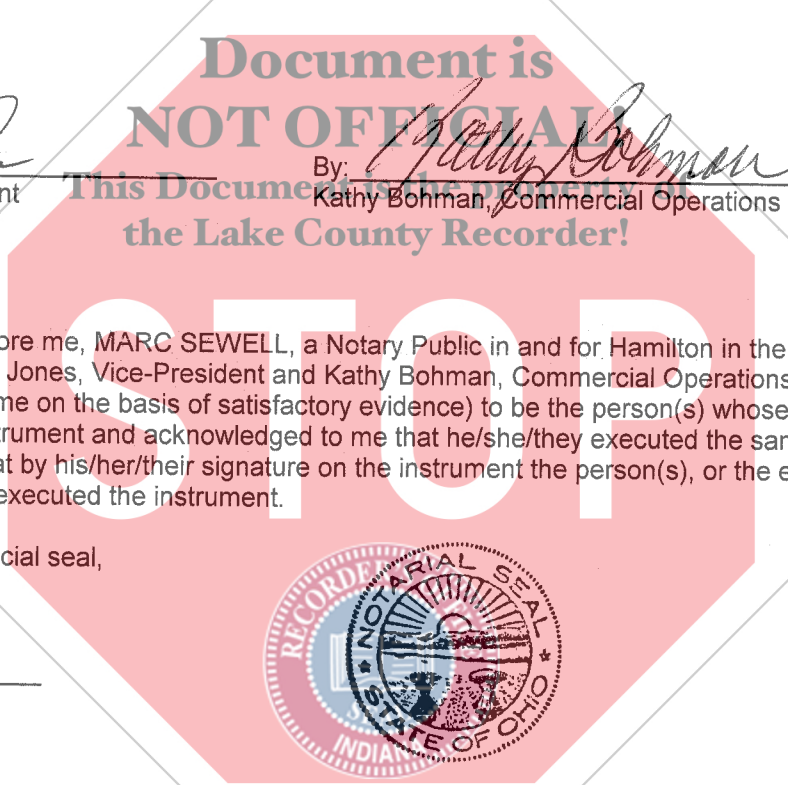 Document is
NOT OFFICIAL!
This Document is the property of
the Lake County Recorder!
Kathy Bohman
By:
nt Kathy Bohman, Commercial Operations
STOP
ore me, MARC SEWELL, a Notary Public in and for Hamilton in the
Jones, Vice-President and Kathy Bohman, Commercial Operations
me on the basis of satisfactory evidence) to be the person(s) whose
trument and acknowledged to me that he/she/they executed the sam
at by his/her/their signature on the instrument the person(s), or the e
executed the instrument.
cial seal,
NOTARIAL SEAL
STATE OF OHIO
RECORDER
INDIANA